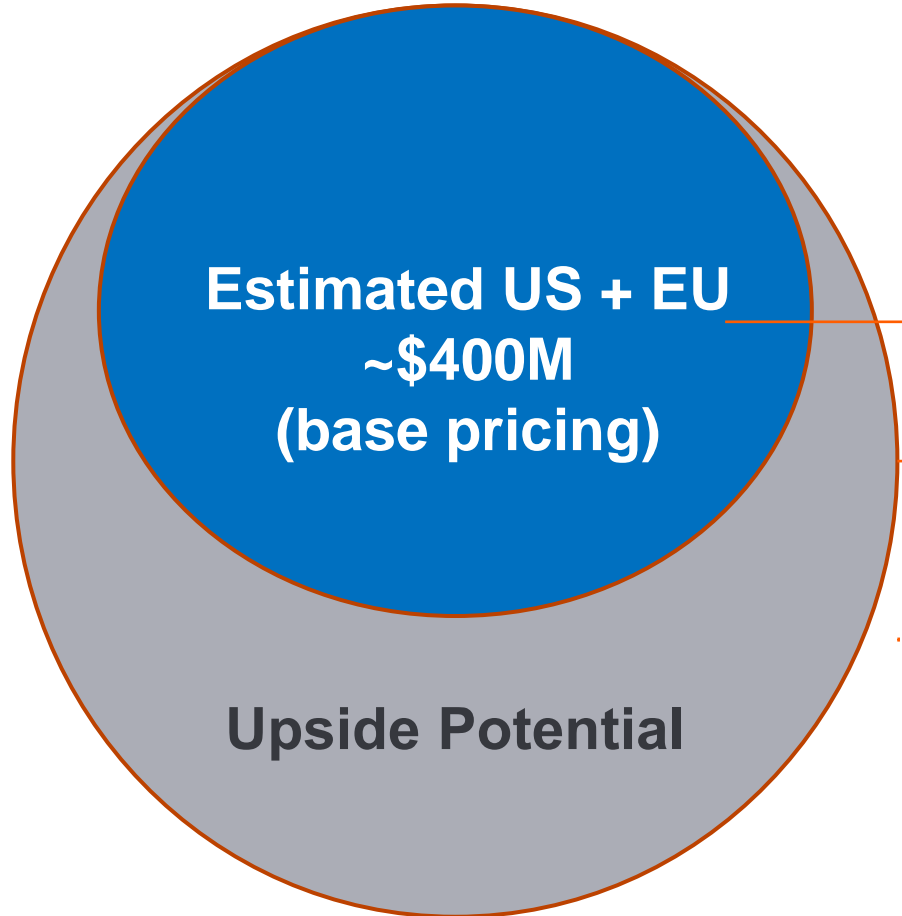 Estimated US + EU
~$400M
(base pricing)
Upside Potential